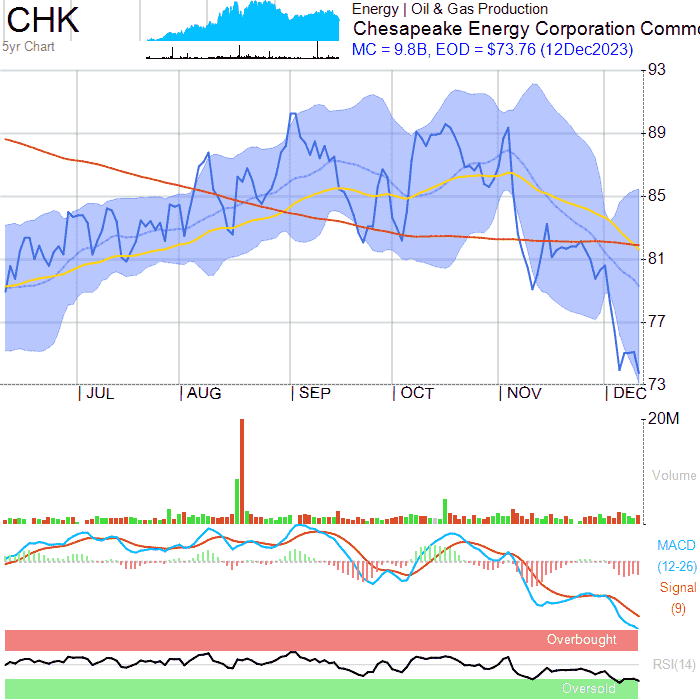 CHK
5yr Chart
Energy | Oil & Gas Production
Chesapeake Energy Corporation Commo
MC = 9.8B, EOD = $73.76 (12Dec2023)
93
89
85
81
77
73
| JUL
| AUG
| SEP
| OCT
| NOV
| DEC
20M
Volume
MACD
(12-26)
Signal
(9)
Overbought
RSI(14)
Oversold